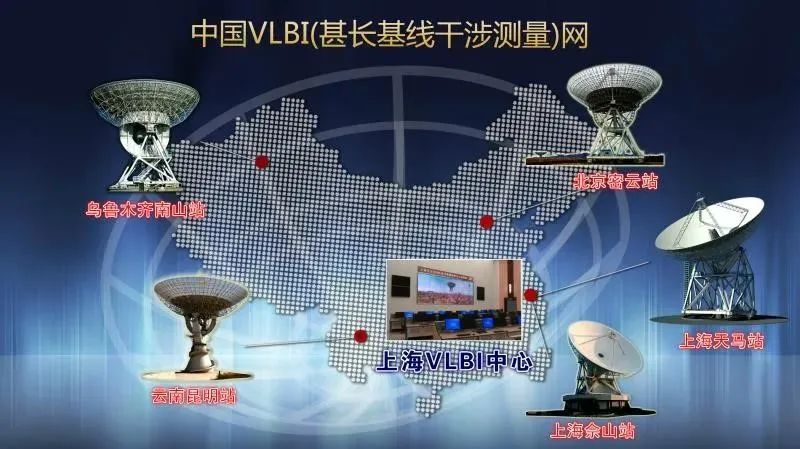 中国VLBI(甚长基线干涉测量)网
北京密云站
乌鲁木齐南山站
上海天马站
上海VLBI中心
云南昆明站
上海佘山站